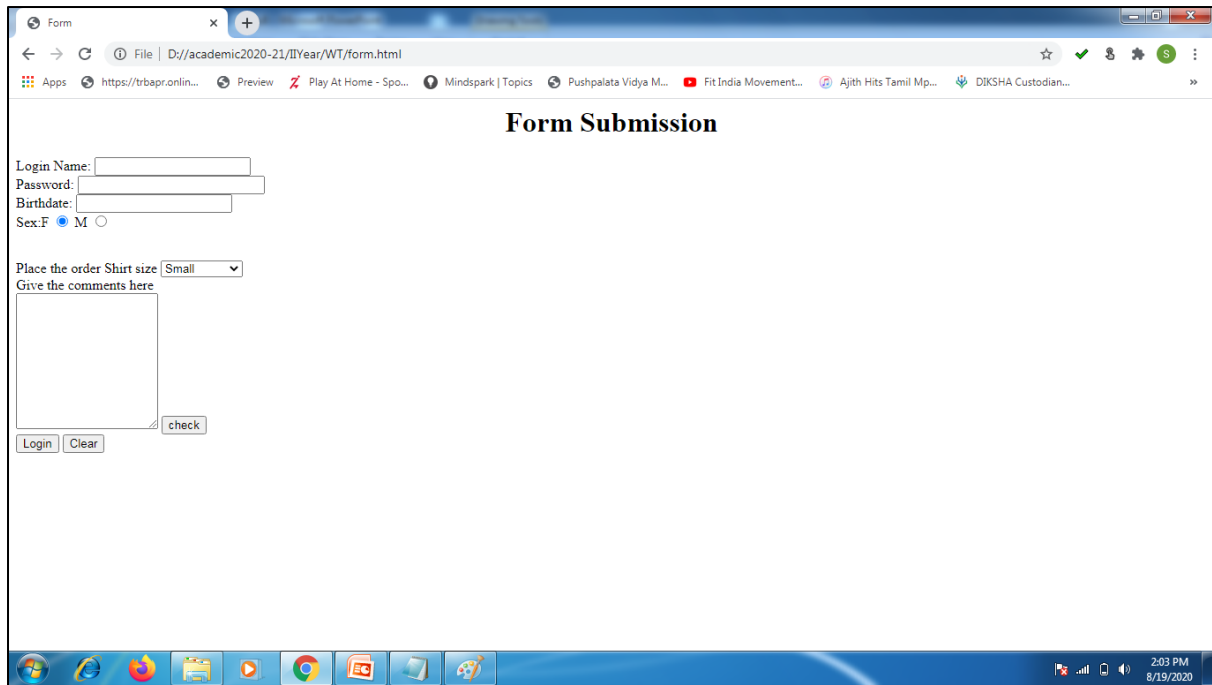 Form
File | D://academic2020-21/IIYear/WT/form.html
S
Apps https://trbapr.onlin... Preview Play At Home - Spo... Mindspark | Topics Pushpalata Vidya M... Fit India Movement... Ajith Hits Tamil Mp... DIKSHA Custodian... »
Form Submission
Login Name:
Password:
Birthdate:
Sex:F M
Place the order Shirt size Small
Give the comments here
check
Login Clear
2:03 PM
8/19/2020